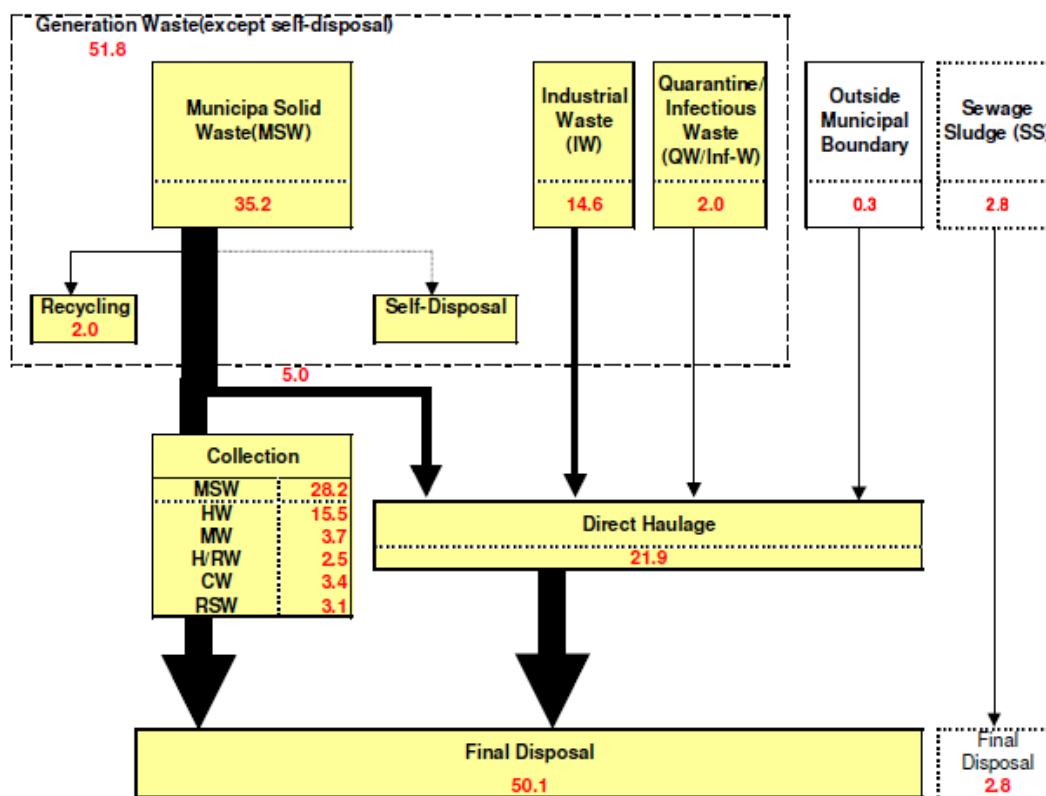 Generation Waste(except self-disposal)
51.8
Municipa Solid
Waste(MSW)
35.2
Industrial
Waste
(IW)
14.6
Quarantine/
Infectious
Waste
(QW/Inf-W)
2.0
Outside
Municipal
Boundary
0.3
Sewage
Sludge (SS)
2.8
Recycling
2.0
Self-Disposal
5.0
Collection
MSW 28.2
HW 15.5
MW 3.7
H/RW 2.5
CW 3.4
RSW 3.1
Direct Haulage
21.9
Final Disposal
50.1
Final
Disposal
2.8